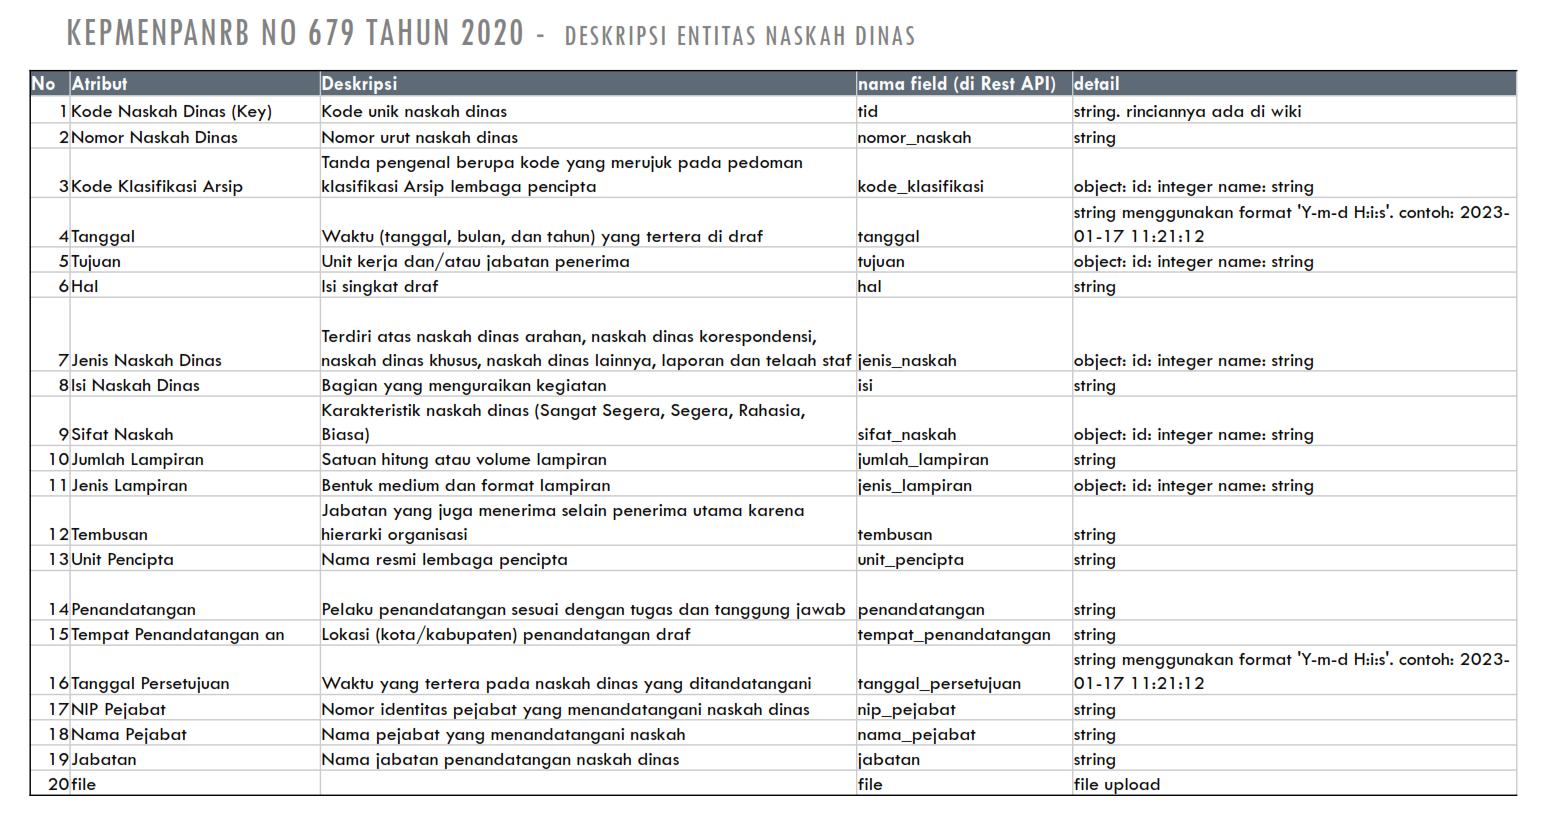 KEPMENPANRB NO 679 TAHUN 2020 - DESKRIPSI ENTITAS NASKAH DINAS
No Atribut Deskripsi nama field (di Rest API) detail
1 Kode Naskah Dinas (Key) Kode unik naskah dinas tid string. rinciannya ada di wiki
2 Nomor Naskah Dinas Nomor urut naskah dinas nomor_naskah string
Tanda pengenal berupa kode yang merujuk pada pedoman
3 Kode Klasifikasi Arsip klasifikasi Arsip lembaga pencipta kode_klasifikasi object: id: integer name: string
string menggunakan format 'Y-m-d H:i:s'. contoh: 2023-
4 Tanggal Waktu (tanggal, bulan, dan tahun) yang tertera di draf tanggal 01-17 11:21:12
5 Tujuan Unit kerja dan/atau jabatan penerima tujuan object: id: integer name: string
6 Hal Isi singkat draf hal string
Terdiri atas naskah dinas arahan, naskah dinas korespondensi,
7 Jenis Naskah Dinas naskah dinas khusus, naskah dinas lainnya, laporan dan telaah staf jenis_naskah object: id: integer name: string
8 Isi Naskah Dinas Bagian yang menguraikan kegiatan isi string
Karakteristik naskah dinas (Sangat Segera, Segera, Rahasia,
9 Sifat Naskah Biasa) sifat_naskah object: id: integer name: string
10 Jumlah Lampiran Satuan hitung atau volume lampiran jumlah_lampiran string
11 Jenis Lampiran Bentuk medium dan format lampiran jenis_lampiran object: id: integer name: string
Jabatan yang juga menerima selain penerima utama karena
12 Tembusan hierarki organisasi tembusan string
13 Unit Pencipta Nama resmi lembaga pencipta unit_pencipta string
14 Penandatangan Pelaku penandatangan sesuai dengan tugas dan tanggung jawab penandatangan string
15 Tempat Penandatangan an Lokasi (kota/kabupaten) penandatangan draf tempat_penandatangan string
string menggunakan format 'Y-m-d H:i:s'. contoh: 2023-
16 Tanggal Persetujuan Waktu yang tertera pada naskah dinas yang ditandatangani tanggal_persetujuan 01-17 11:21:12
17 NIP Pejabat Nomor identitas pejabat yang menandatangani naskah dinas nip_pejabat string
18 Nama Pejabat Nama pejabat yang menandatangani naskah nama_pejabat string
19 Jabatan Nama jabatan penandatangan naskah dinas jabatan string
20 file file file upload